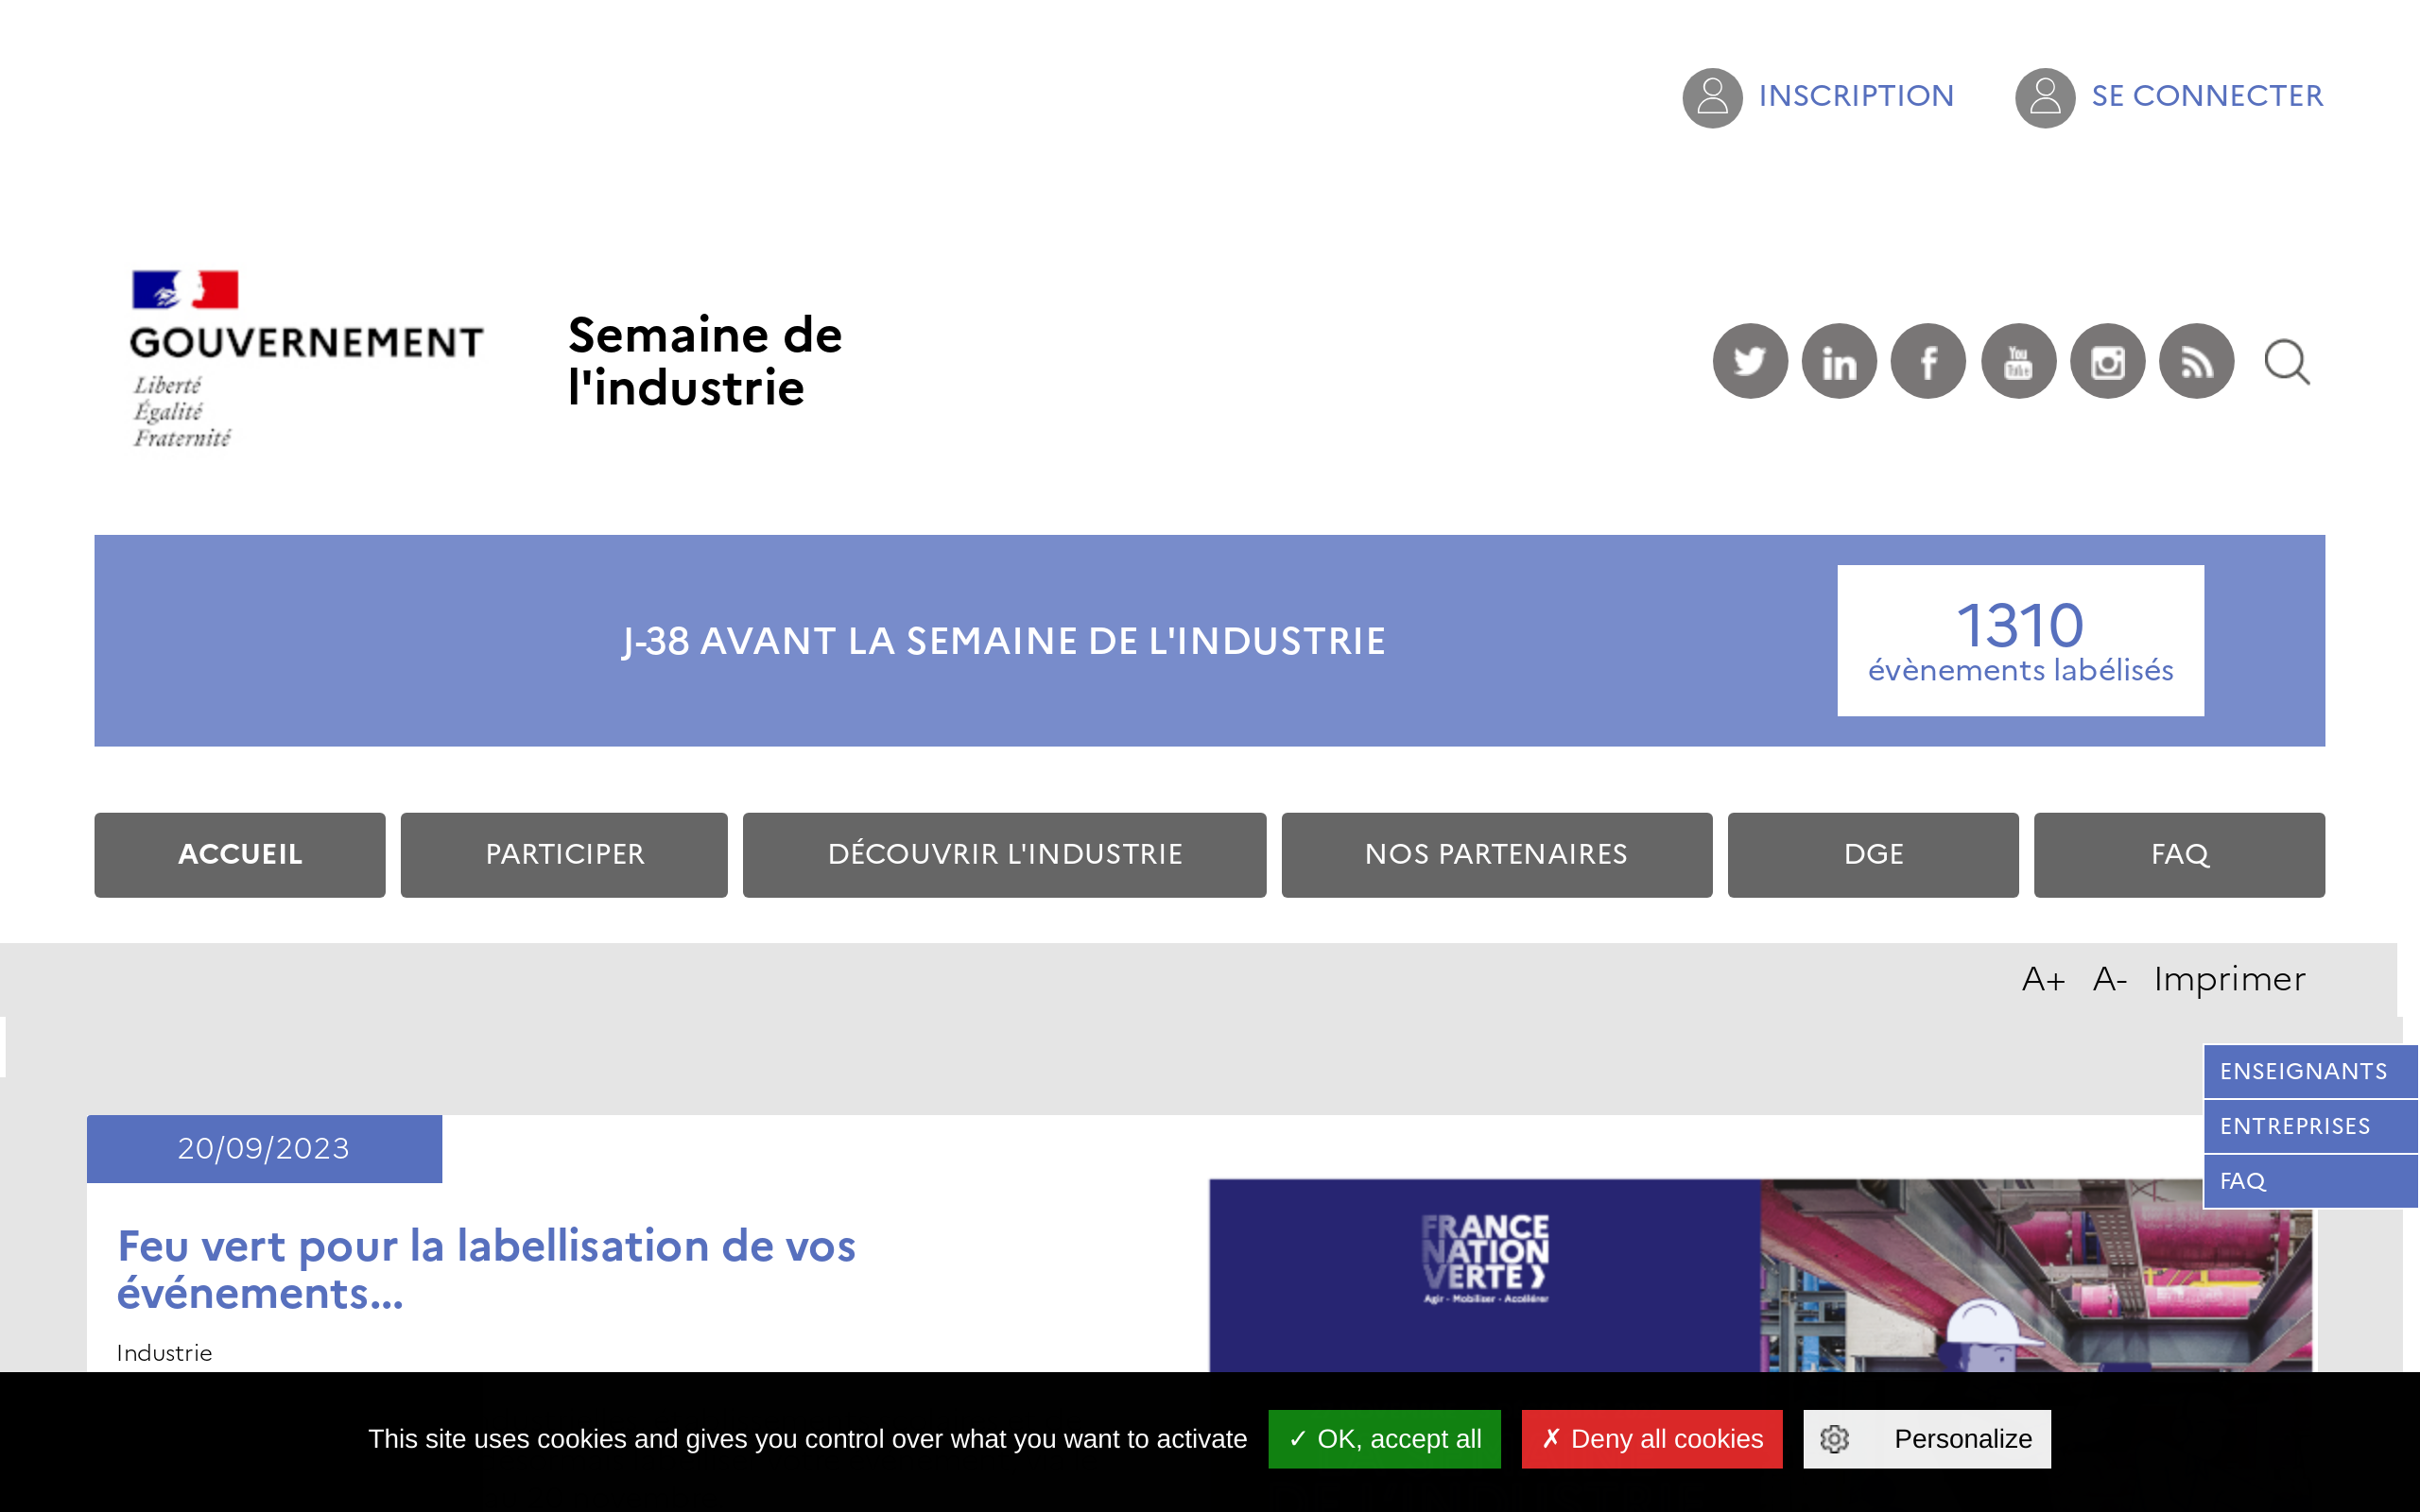 INSCRIPTION
SE CONNECTER
GOUVERNEMENT
Liberté
Égalité
Fraternité
Semaine de
l'industrie
You
Tube
J-38 AVANT LA SEMAINE DE L'INDUSTRIE
1310
évènements labélisés
ACCUEIL
PARTICIPER
DÉCOUVRIR L'INDUSTRIE
NOS PARTENAIRES
DGE
FAQ
A+ A- Imprimer
ENSEIGNANTS
ENTREPRISES
FAQ
20/09/2023
Feu vert pour la labellisation de vos
événements...
Industrie
FRANCE
NATION
VERTE
Agir - Mobiliser - Accélérer
This site uses cookies and gives you control over what you want to activate
✓ OK, accept all
✗ Deny all cookies
Personalize